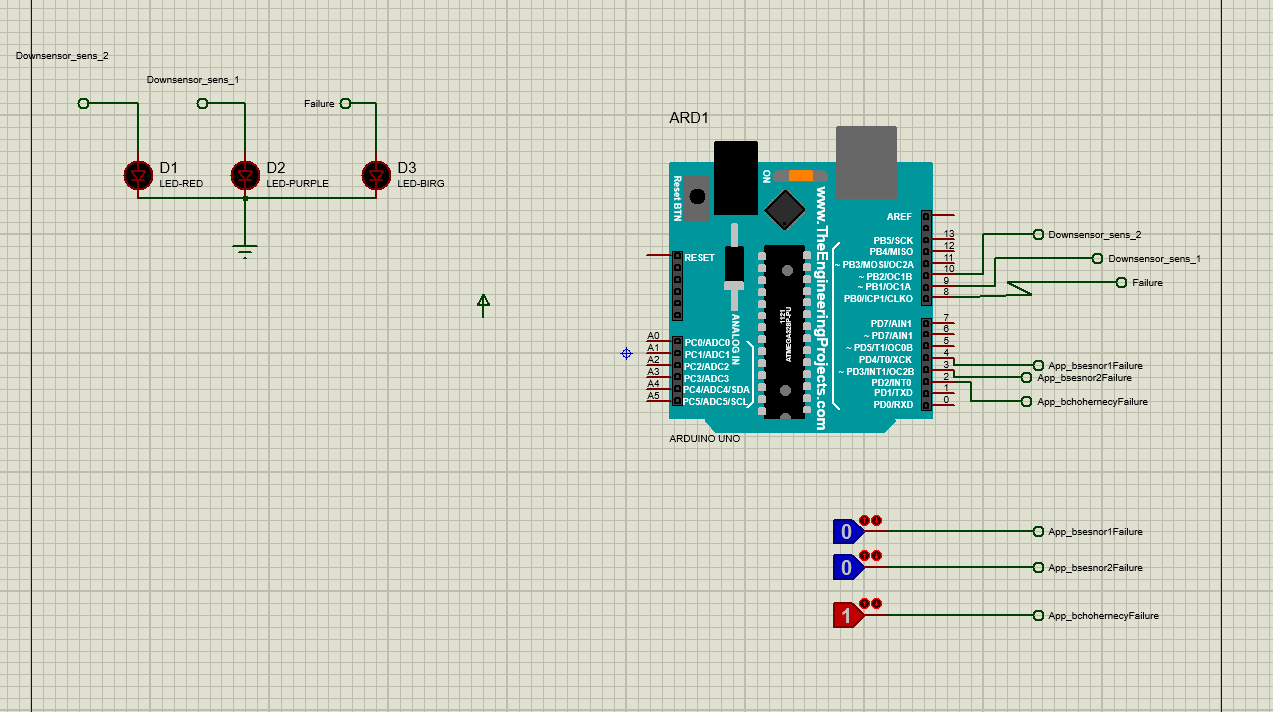 Downsensor_sens_2
Downsensor_sens_1
Failure
D1
LED-RED
D2
LED-PURPLE
D3
LED-BIRG
ARD1
Reset BTN
ON
www.TheEngineeringProjects.com
AREF
13
PB5/SCK
12
PB4/MISO
11
~ PB3/MOSI/OC2A
10
~ PB2/OC1B
9
~ PB1/OC1A
8
PB0/ICP1/CLKO
RESET
1121
ATMEGA328P-PU
ANALOG IN
7
PD7/AIN1
6
~ PD7/AIN1
5
~ PD5/T1/OC0B
4
PD4/T0/XCK
3
~ PD3/INT1/OC2B
2
PD2/INT0
1
PD1/TXD
0
PD0/RXD
A0
PC0/ADC0
A1
PC1/ADC1
A2
PC2/ADC2
A3
PC3/ADC3
A4
PC4/ADC4/SDA
A5
PC5/ADC5/SCL
ARDUINO UNO
Downsensor_sens_2
Downsensor_sens_1
Failure
App_bsesnor1Failure
App_bsesnor2Failure
App_bchohernecyFailure
0
App_bsesnor1Failure
0
App_bsesnor2Failure
1
App_bchohernecyFailure